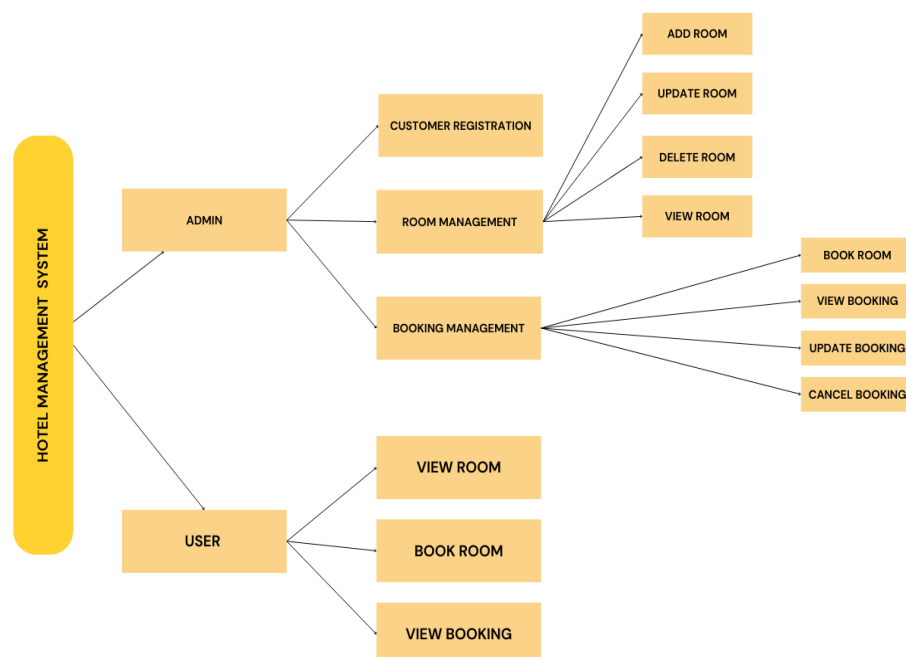 HOTEL MANAGEMENT SYSTEM
ADMIN
CUSTOMER REGISTRATION
ROOM MANAGEMENT
ADD ROOM
UPDATE ROOM
DELETE ROOM
VIEW ROOM
BOOKING MANAGEMENT
BOOK ROOM
VIEW BOOKING
UPDATE BOOKING
CANCEL BOOKING
USER
VIEW ROOM
BOOK ROOM
VIEW BOOKING